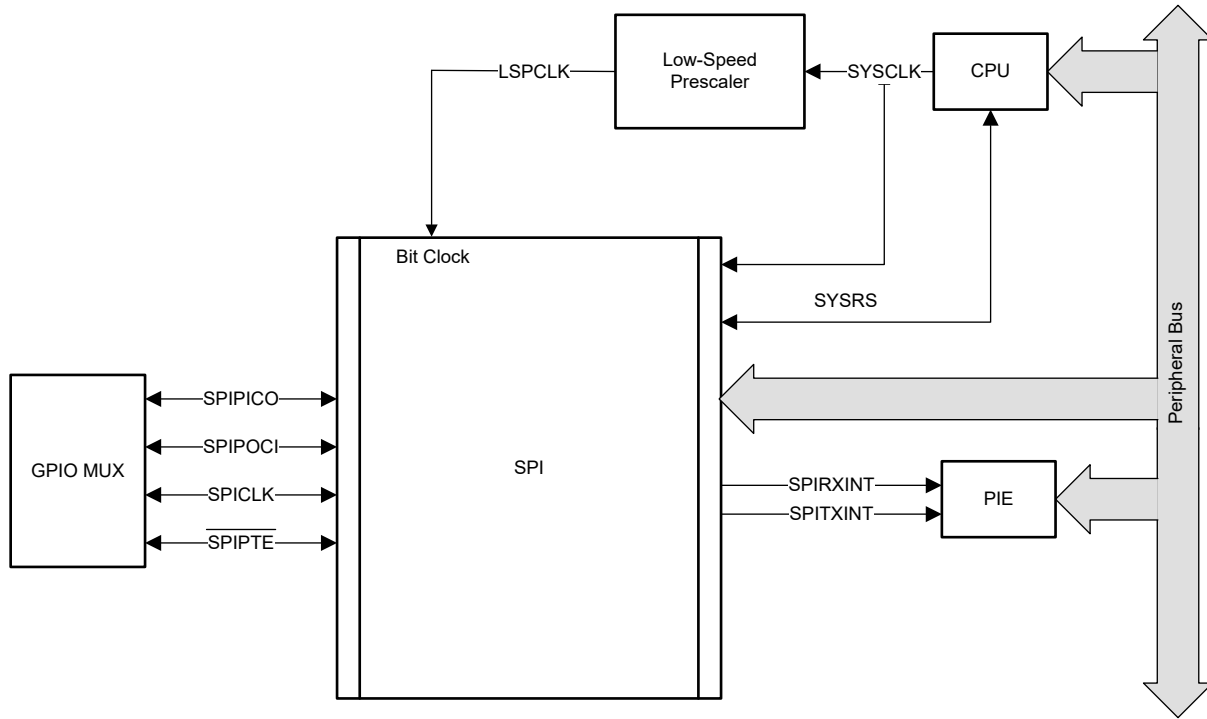 LSPCLK
Low-Speed
Prescaler
SYSCLK
CPU
Bit Clock
SYSRS
Peripheral Bus
GPIO MUX
SPIPICO
SPIPOCI
SPICLK
SPIPTE
SPI
SPIRXINT
SPITXINT
PIE